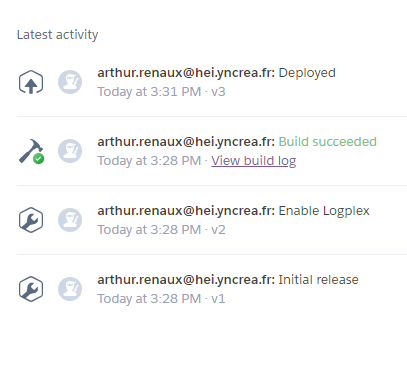 Latest activity
arthur.renaux@hei.yncrea.fr: Deployed
Today at 3:31 PM · v3
arthur.renaux@hei.yncrea.fr: Build succeeded
Today at 3:28 PM · View build log
arthur.renaux@hei.yncrea.fr: Enable Logplex
Today at 3:28 PM · v2
arthur.renaux@hei.yncrea.fr: Initial release
Today at 3:28 PM · v1